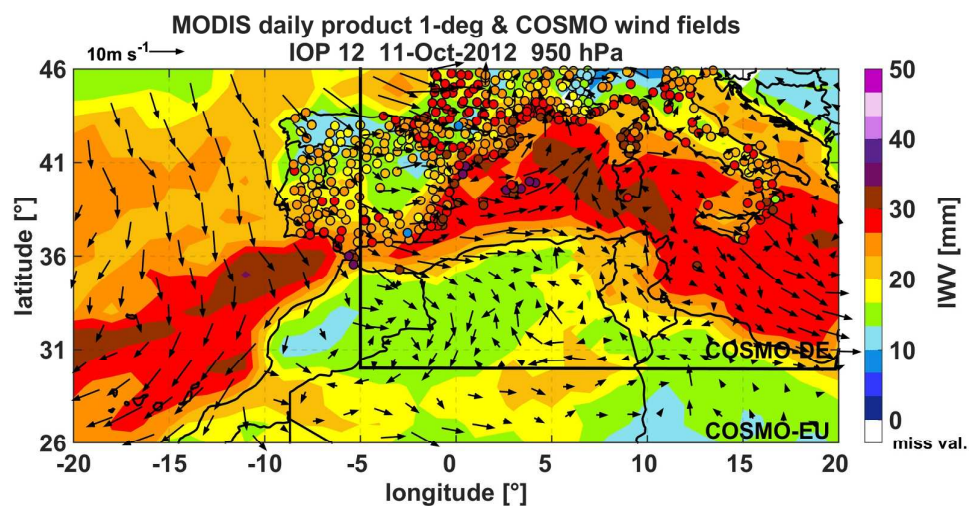 MODIS daily product 1-deg & COSMO wind fields
10m s-1 IOP 12 11-Oct-2012 950 hPa
46 50
41 40
36 30
31 20
26 10
0
miss val.
latitude [°]
IWV [mm]
COSMO-DE
COSMO-EU
-20 -15 -10 -5 0 5 10 15 20
longitude [°]